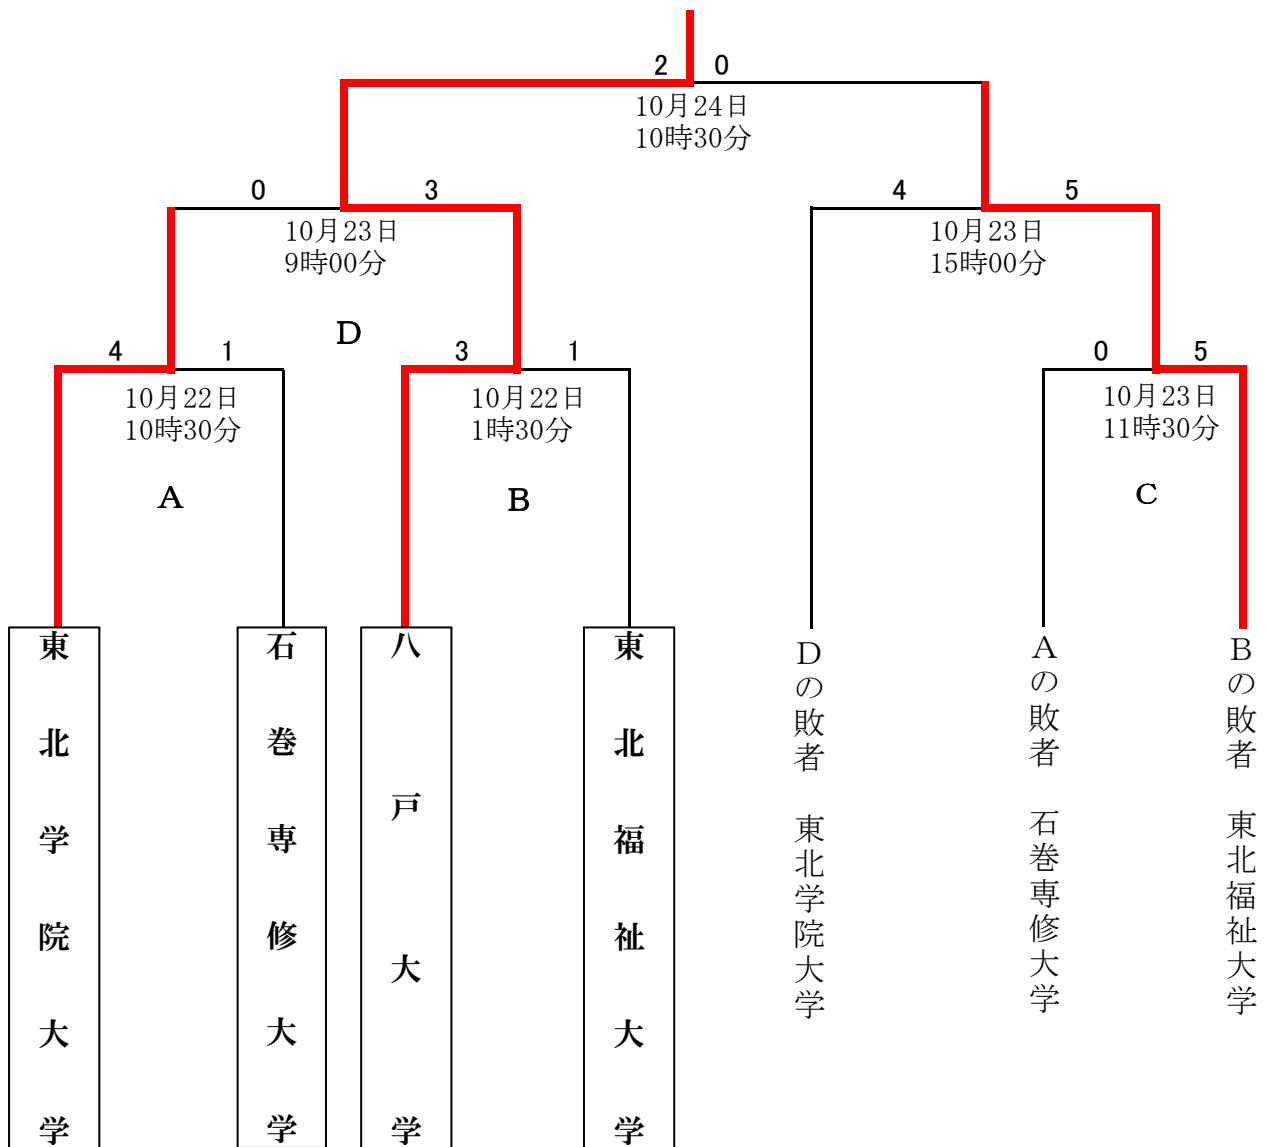 2 0
10月24日
10時30分
0 3
10月23日
9時00分
4 5
10月23日
15時00分
D
4 1
10月22日
10時30分
3 1
10月22日
1時30分
0 5
10月23日
11時30分
A
B
C
東北学院大学
石巻専修大学
八戸大学
東北福祉大学
Dの敗者 東北学院大学
Aの敗者 石巻専修大学
Bの敗者 東北福祉大学